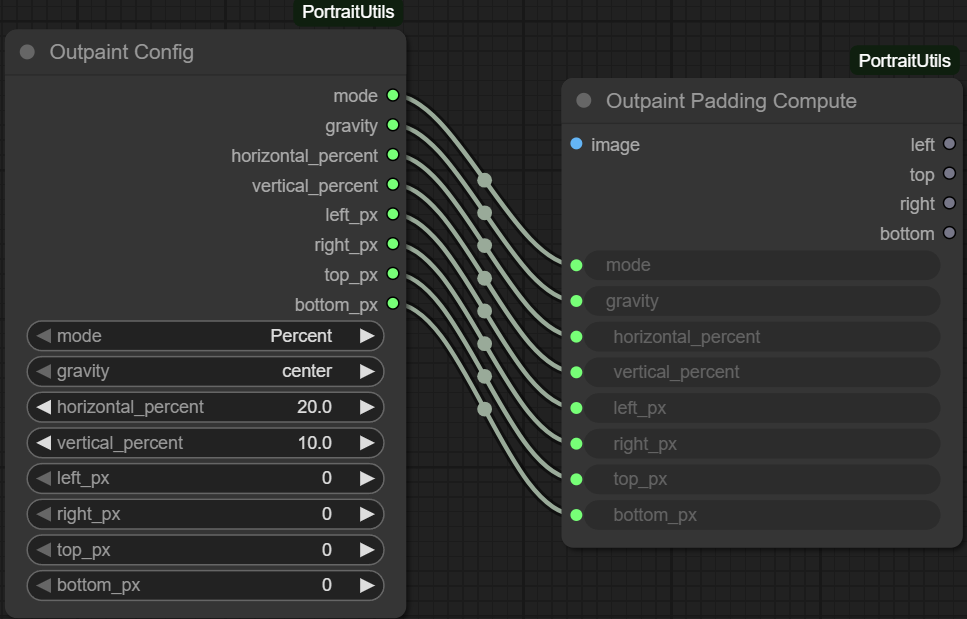 PortraitUtils
Outpaint Config
mode
gravity
horizontal_percent
vertical_percent
left_px
right_px
top_px
bottom_px
mode Percent
gravity center
horizontal_percent 20.0
vertical_percent 10.0
left_px 0
right_px 0
top_px 0
bottom_px 0
PortraitUtils
Outpaint Padding Compute
image left
top
right
bottom
mode
gravity
horizontal_percent
vertical_percent
left_px
right_px
top_px
bottom_px